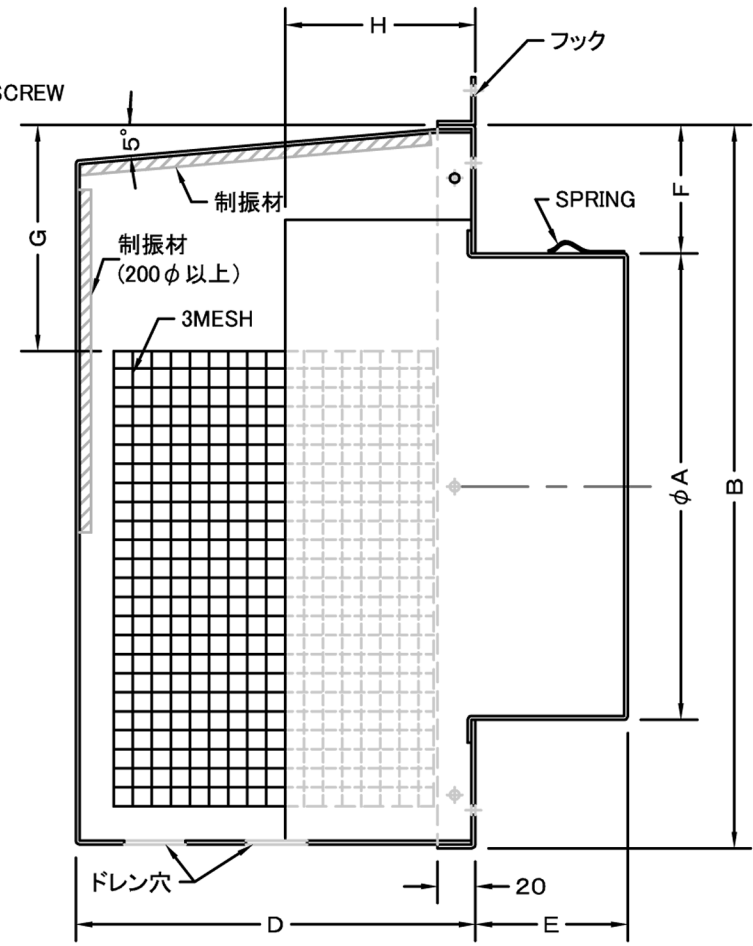 H
フック
SCREW
5°
制振材
F
SPRING
G
制振材
(200φ以上)
3MESH
φA
B
ドレン穴
20
D
E